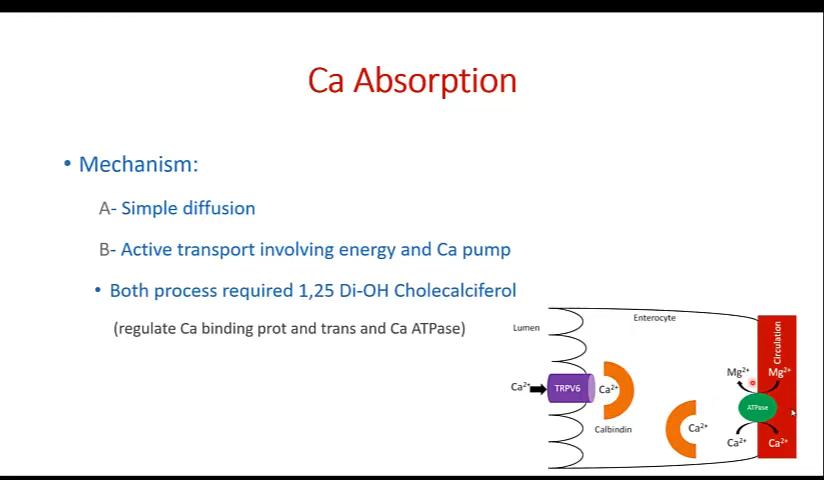 Ca Absorption
• Mechanism:
A- Simple diffusion
B- Active transport involving energy and Ca pump
• Both process required 1,25 Di-OH Cholecalciferol
(regulate Ca binding prot and trans and Ca ATPase)
Lumen
Enterocyte
Circulation
Mg²⁺
Mg²⁺
Ca²⁺
TRPV6
Ca²⁺
ATPase
Calbindin
Ca²⁺
Ca²⁺
Ca²⁺